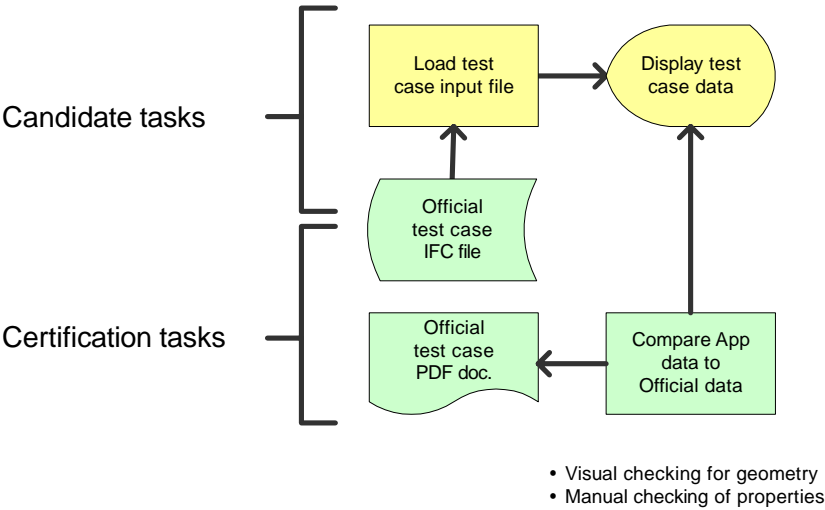 Candidate tasks
Load test
case input file
Display test
case data
Official
test case
IFC file
Certification tasks
Official
test case
PDF doc.
Compare App
data to
Official data
• Visual checking for geometry
• Manual checking of properties